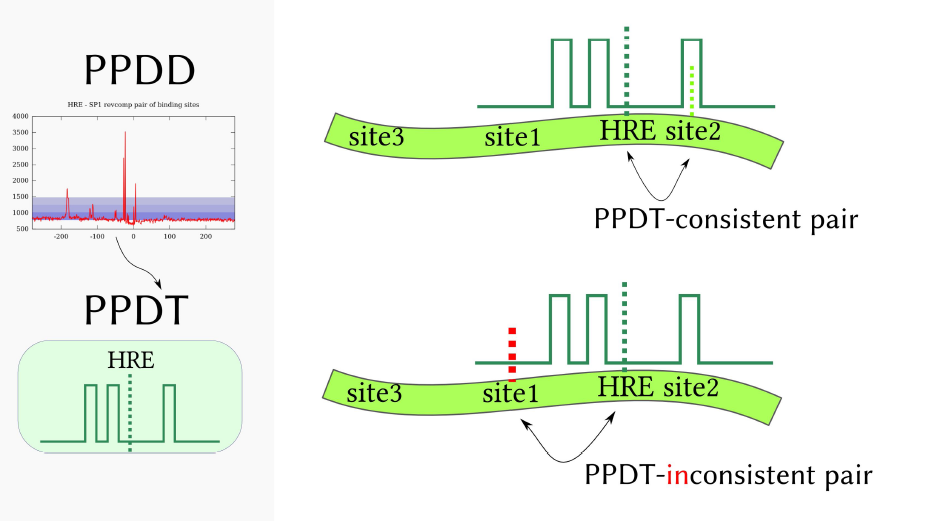 PPDD
HRE - SP1 revcomp pair of binding sites
4000
3500
3000
2500
2000
1500
1000
500
-200 -100 0 100 200
PPDT
HRE
site3 site1 HRE site2
PPDT-consistent pair
site3 site1 HRE site2
PPDT-inconsistent pair